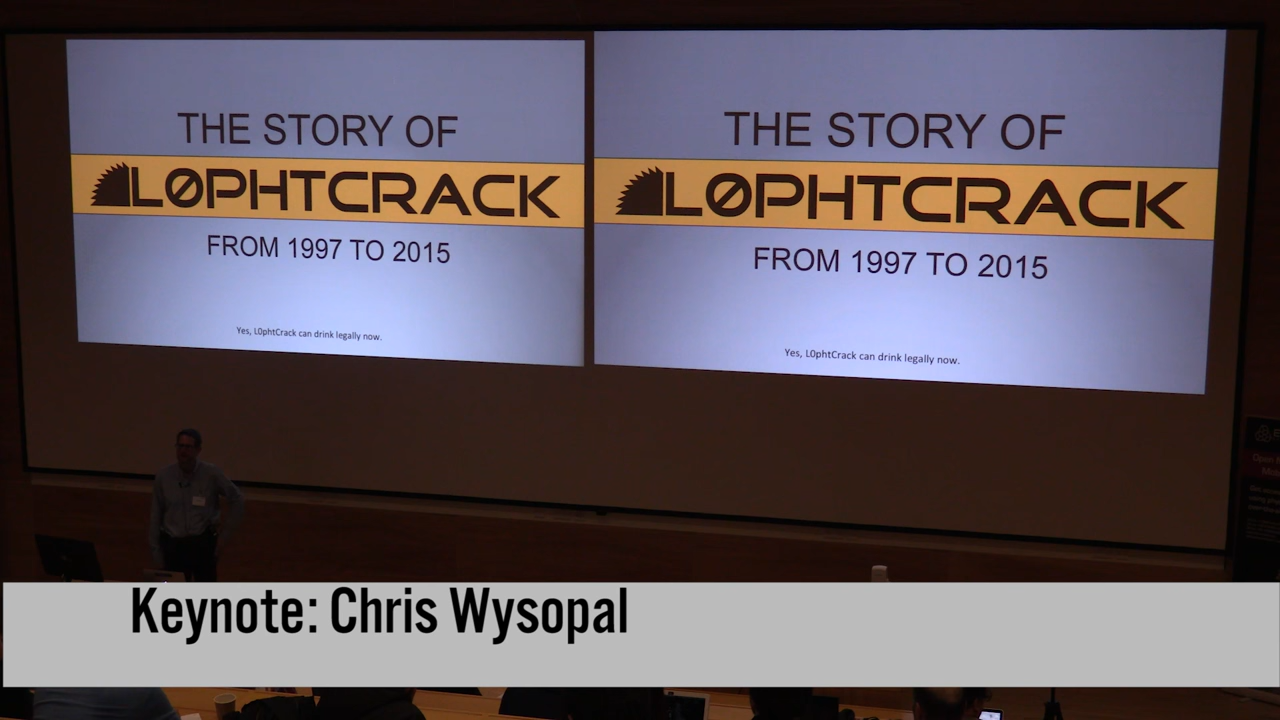 THE STORY OF
L0PHTCRACK
FROM 1997 TO 2015
Yes, L0phtCrack can drink legally now.
THE STORY OF
L0PHTCRACK
FROM 1997 TO 2015
Yes, L0phtCrack can drink legally now.
Keynote: Chris Wysopal